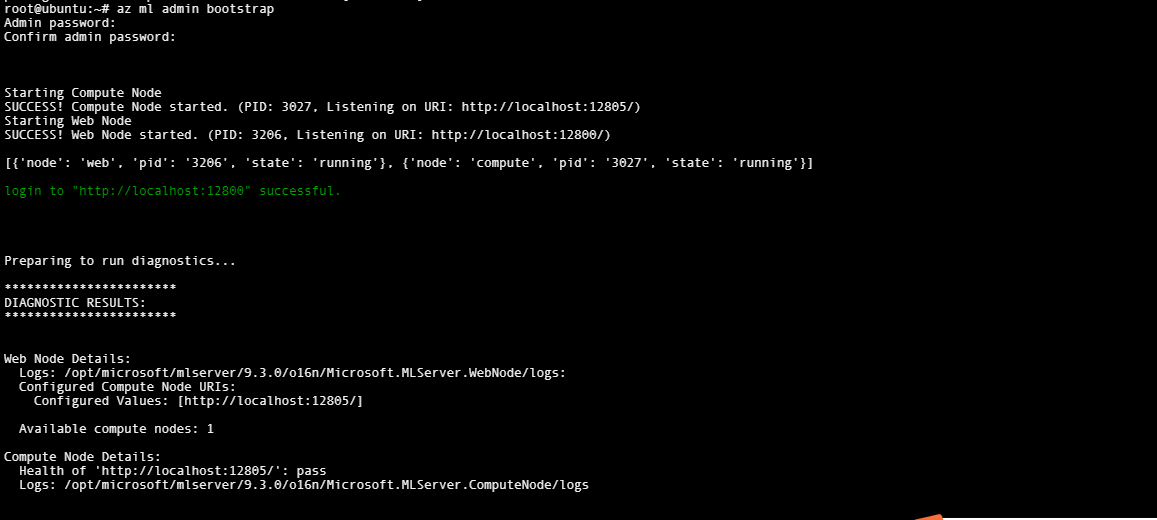 root@ubuntu:~# az ml admin bootstrap
Admin password:
Confirm admin password:
Starting Compute Node
SUCCESS! Compute Node started. (PID: 3027, Listening on URI: http://localhost:12805/)
Starting Web Node
SUCCESS! Web Node started. (PID: 3206, Listening on URI: http://localhost:12800/)
[{'node': 'web', 'pid': '3206', 'state': 'running'}, {'node': 'compute', 'pid': '3027', 'state': 'running'}]
login to "http://localhost:12800" successful.
Preparing to run diagnostics...
***********************
DIAGNOSTIC RESULTS:
***********************
Web Node Details:
Logs: /opt/microsoft/mlserver/9.3.0/o16n/Microsoft.MLServer.WebNode/logs:
Configured Compute Node URIs:
Configured Values: [http://localhost:12805/]
Available compute nodes: 1
Compute Node Details:
Health of 'http://localhost:12805/': pass
Logs: /opt/microsoft/mlserver/9.3.0/o16n/Microsoft.MLServer.ComputeNode/logs